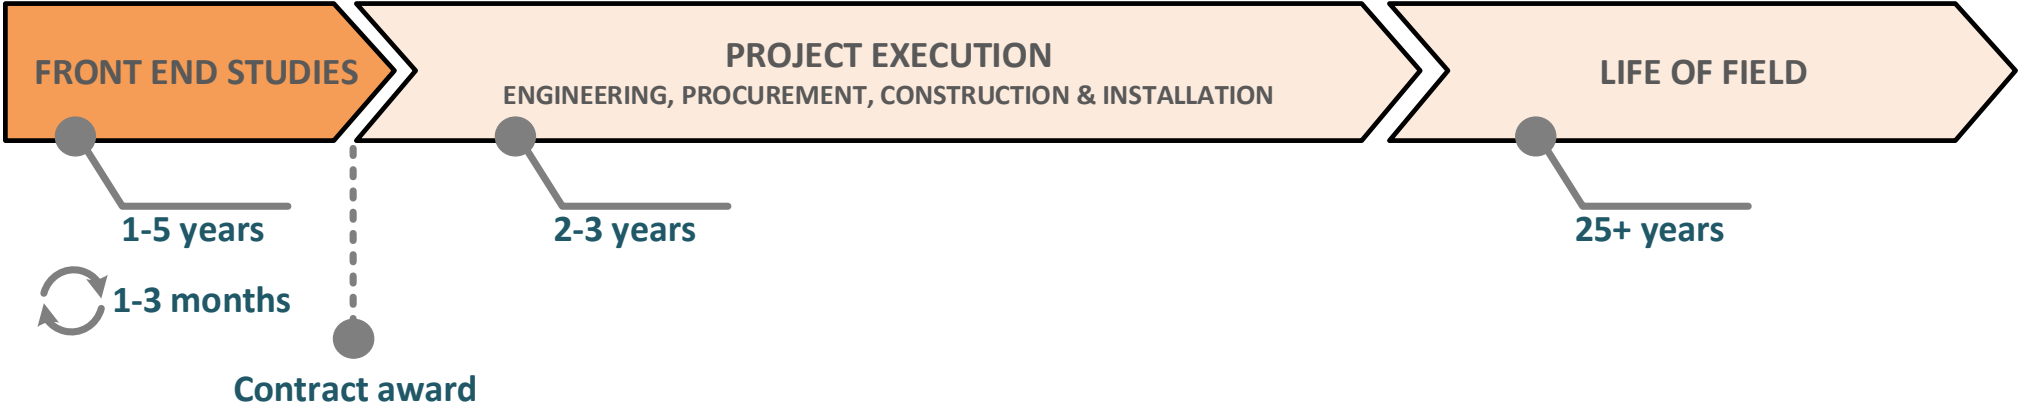 FRONT END STUDIES
PROJECT EXECUTION
ENGINEERING, PROCUREMENT, CONSTRUCTION & INSTALLATION
LIFE OF FIELD
1-5 years
2-3 years
25+ years
1-3 months
Contract award